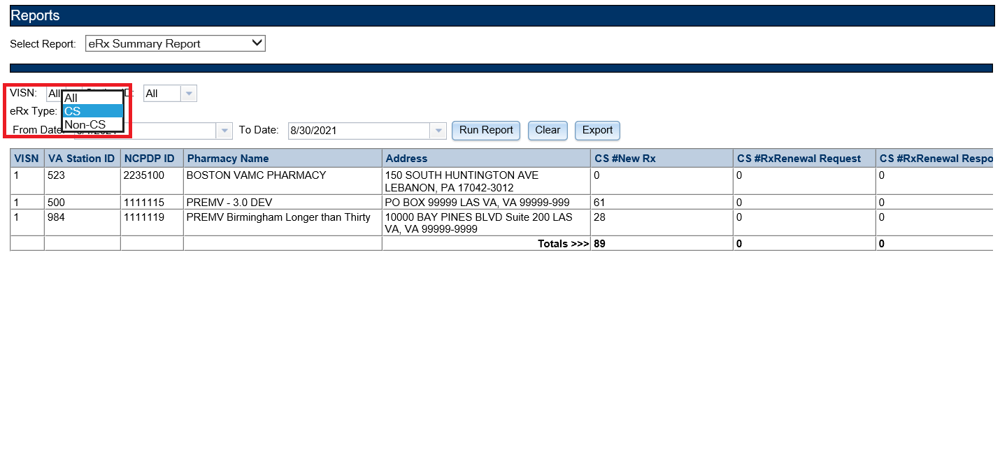 Reports
Select Report: eRx Summary Report
VISN: All All
All
eRx Type: CS
Non-CS
From Date: To Date: 8/30/2021 Run Report Clear Export
VISN VA Station ID NCPDP ID Pharmacy Name Address CS #New Rx CS #RxRenewal Request CS #RxRenewal Respo
1 523 2235100 BOSTON VAMC PHARMACY 150 SOUTH HUNTINGTON AVE 0 0 0
LEBANON, PA 17042-3012
1 500 1111115 PREMV - 3.0 DEV PO BOX 99999 LAS VA, VA 99999-999 61 0 0
1 984 1111119 PREMV Birmingham Longer than Thirty 10000 BAY PINES BLVD Suite 200 LAS 28 0 0
VA, VA 99999-9999
Totals >>> 89 0 0